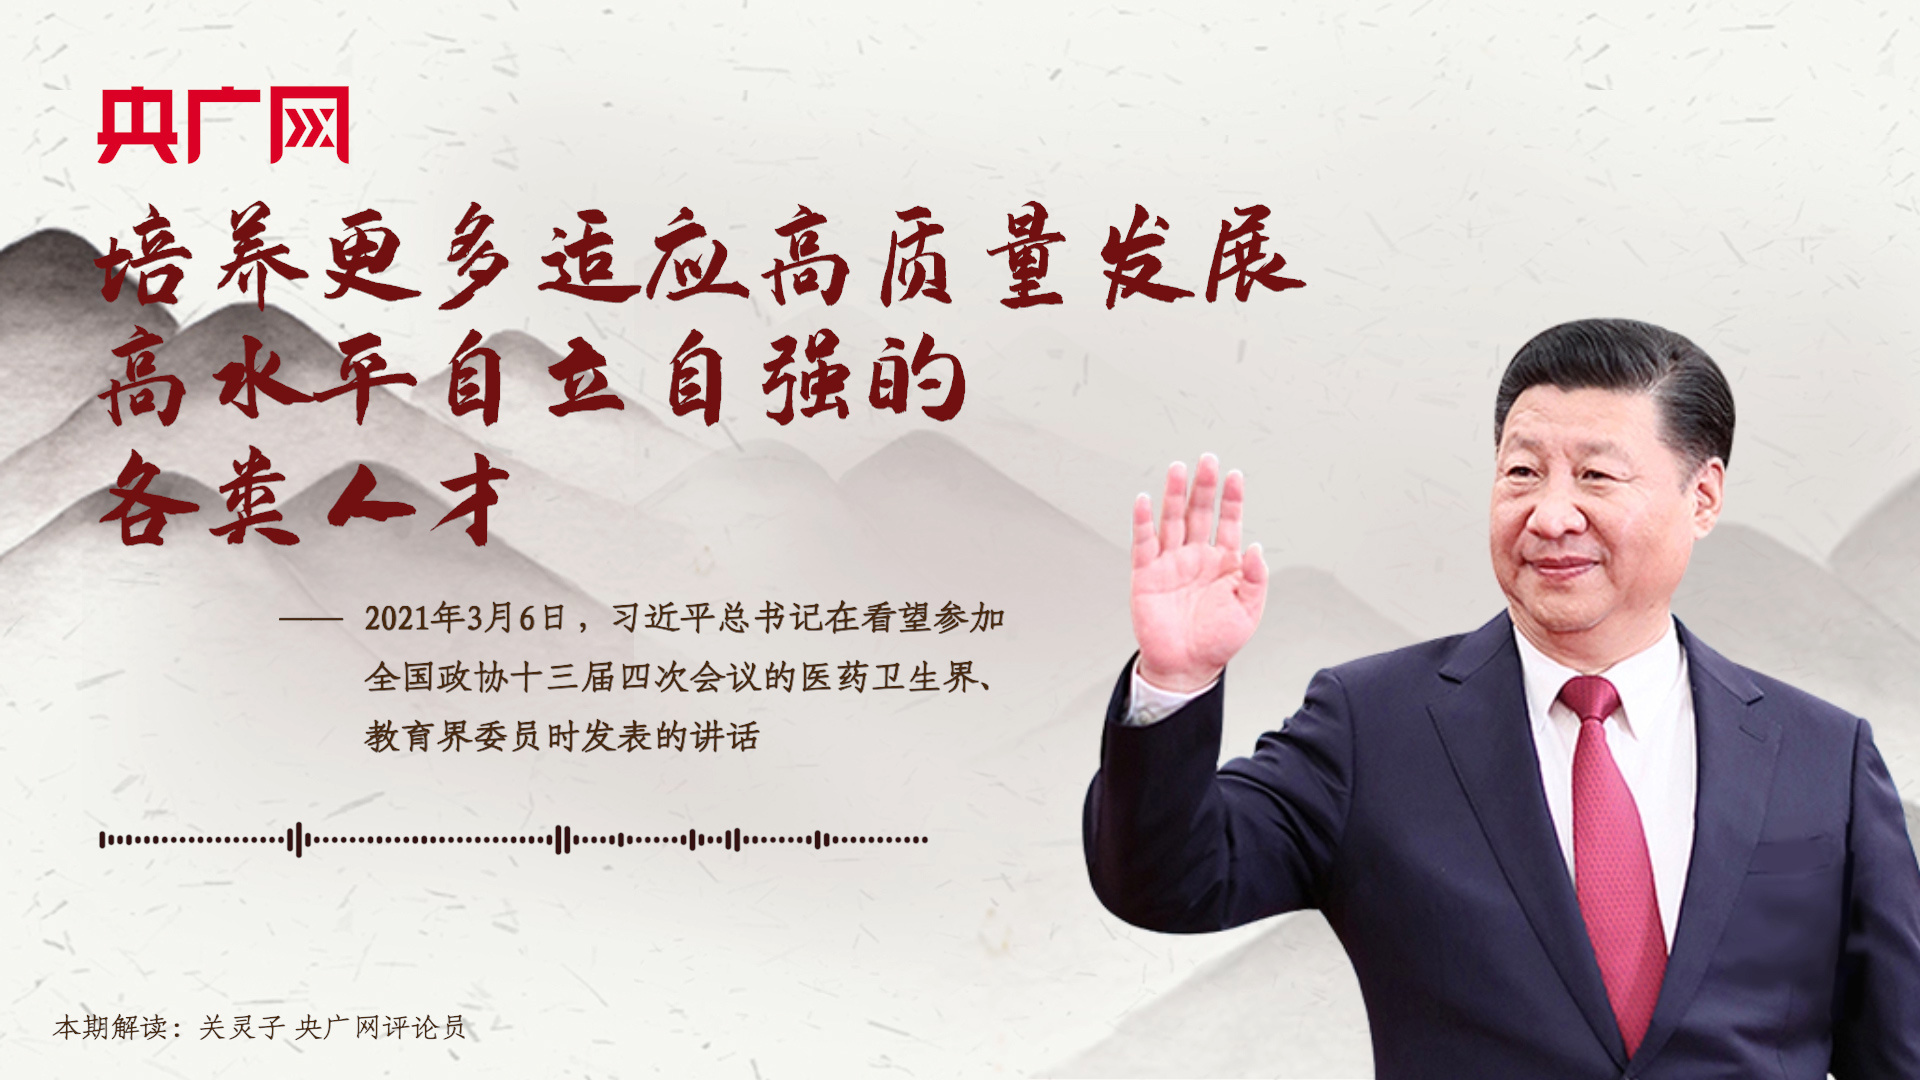 央广网
培养更多适应高质量发展
高水平自立自强的
各类人才
—— 2021年3月6日，习近平总书记在看望参加
全国政协十三届四次会议的医药卫生界、
教育界委员时发表的讲话
本期解读：关灵子 央广网评论员